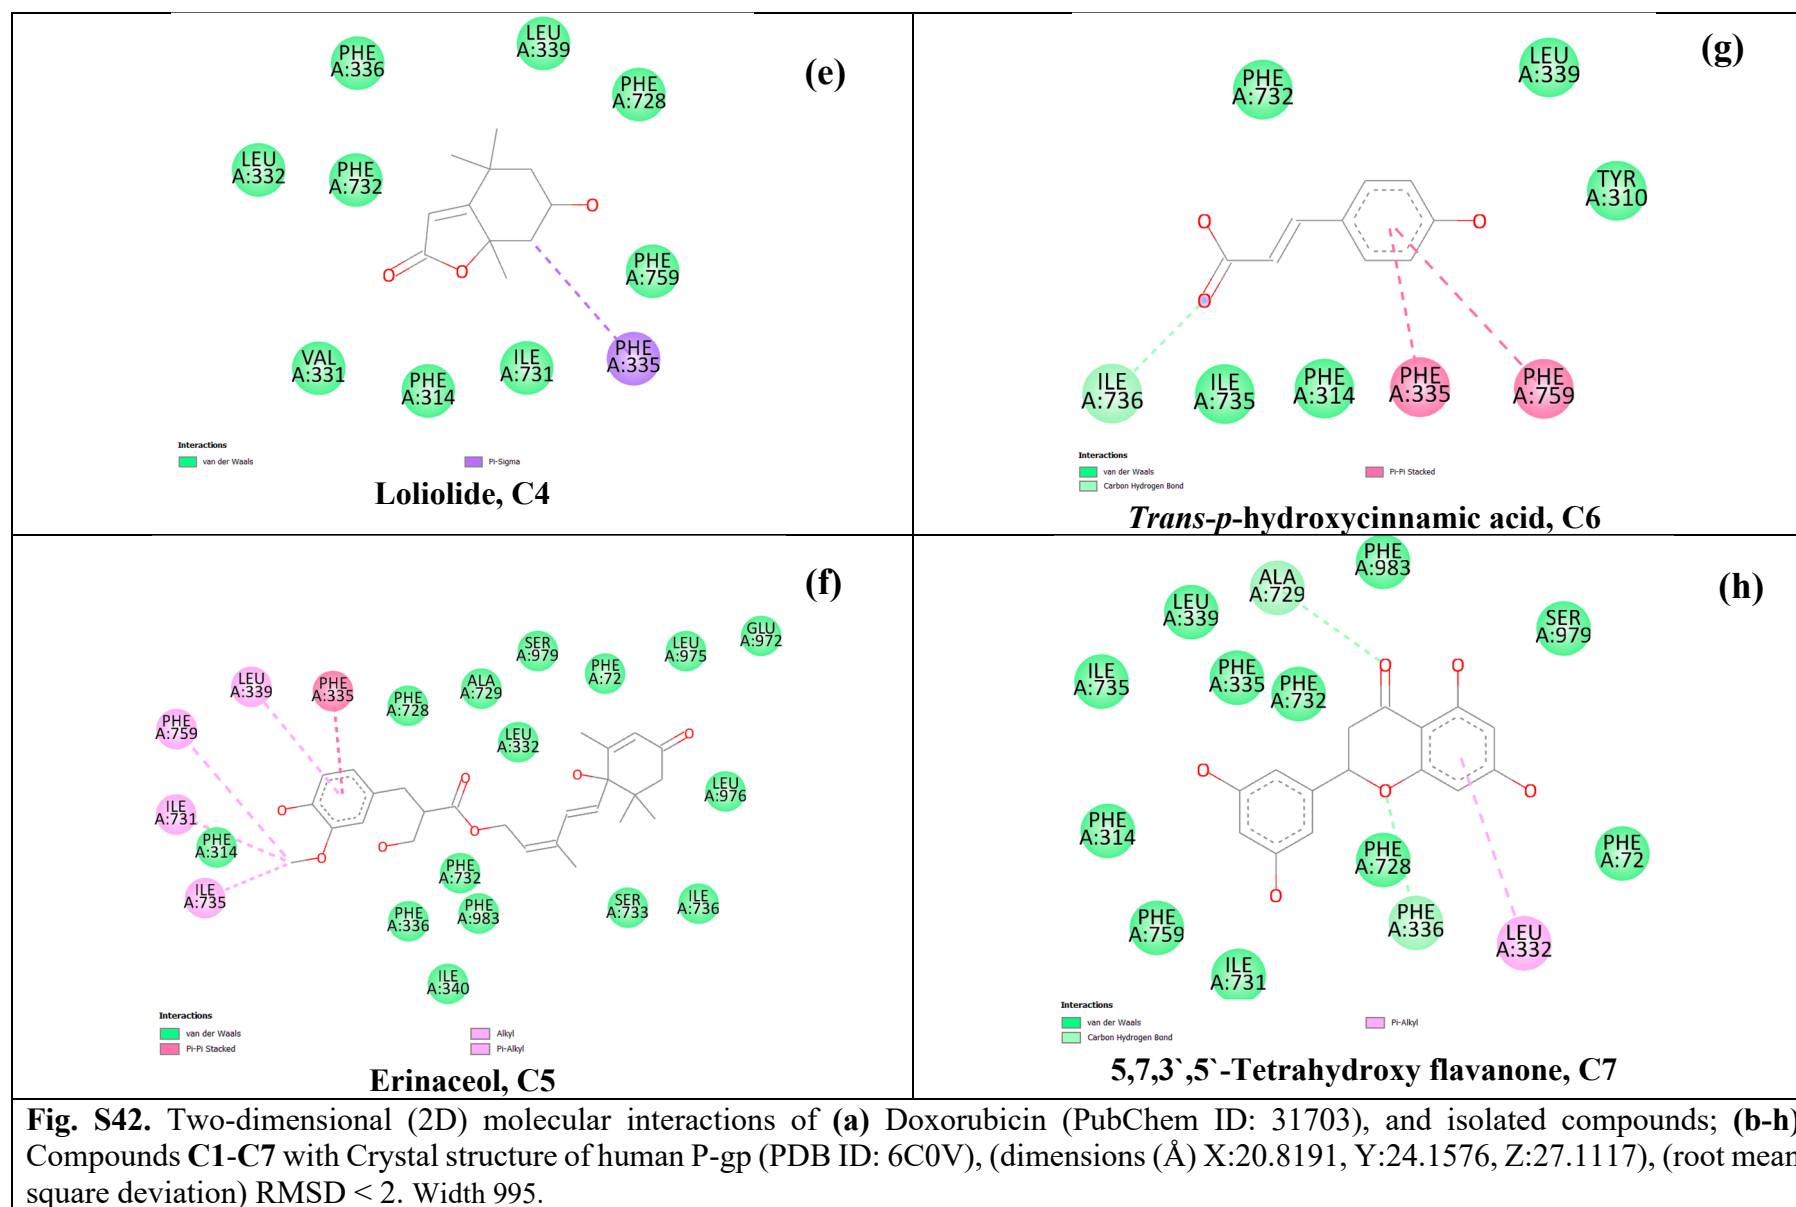 (e)
PHE
A:336
LEU
A:339
PHE
A:728
LEU
A:332
PHE
A:732
O
O
O
PHE
A:759
PHE
A:335
VAL
A:331
PHE
A:314
ILE
A:731
Interactions
van der Waals
Pi-Sigma
Loliolide, C4
(g)
PHE
A:732
LEU
A:339
TYR
A:310
O
O
O
ILE
A:736
ILE
A:735
PHE
A:314
PHE
A:335
PHE
A:759
Interactions
van der Waals
Carbon Hydrogen Bond
Pi-Pi Stacked
Trans-p-hydroxycinnamic acid, C6
(f)
LEU
A:339
PHE
A:335
PHE
A:728
ALA
A:729
SER
A:979
PHE
A:72
LEU
A:975
GLU
A:972
PHE
A:759
LEU
A:332
LEU
A:976
ILE
A:731
PHE
A:314
ILE
A:735
O
O
O
O
O
O
O
PHE
A:732
PHE
A:336
PHE
A:983
SER
A:733
ILE
A:736
ILE
A:340
Interactions
van der Waals
Pi-Pi Stacked
Alkyl
Pi-Alkyl
Erinaceol, C5
(h)
PHE
A:983
ALA
A:729
LEU
A:339
SER
A:979
ILE
A:735
PHE
A:335
PHE
A:732
O
O
O
O
O
O
PHE
A:314
PHE
A:728
PHE
A:72
PHE
A:759
PHE
A:336
LEU
A:332
ILE
A:731
Interactions
van der Waals
Carbon Hydrogen Bond
Pi-Alkyl
5,7,3`,5`-Tetrahydroxy flavanone, C7
Fig. S42. Two-dimensional (2D) molecular interactions of (a) Doxorubicin (PubChem ID: 31703), and isolated compounds; (b-h)
Compounds C1-C7 with Crystal structure of human P-gp (PDB ID: 6C0V), (dimensions (Å) X:20.8191, Y:24.1576, Z:27.1117), (root mean
square deviation) RMSD < 2. Width 995.